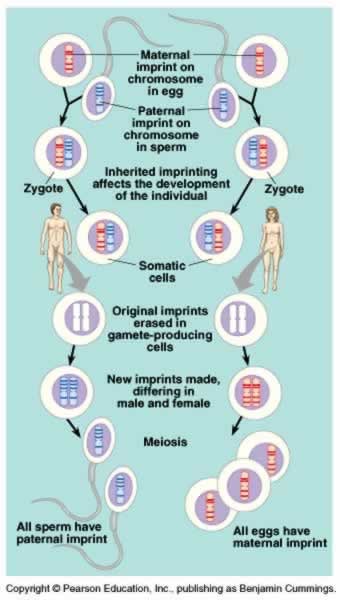 Maternal
imprint on
chromosome
in egg
Paternal
imprint on
chromosome
in sperm
Zygote
Inherited imprinting
affects the development
of the individual
Zygote
Somatic
cells
Original imprints
erased in
gamete-producing
cells
New imprints made,
differing in
male and female
Meiosis
All sperm have
paternal imprint
All eggs have
maternal imprint
Copyright © Pearson Education, Inc., publishing as Benjamin Cummings.